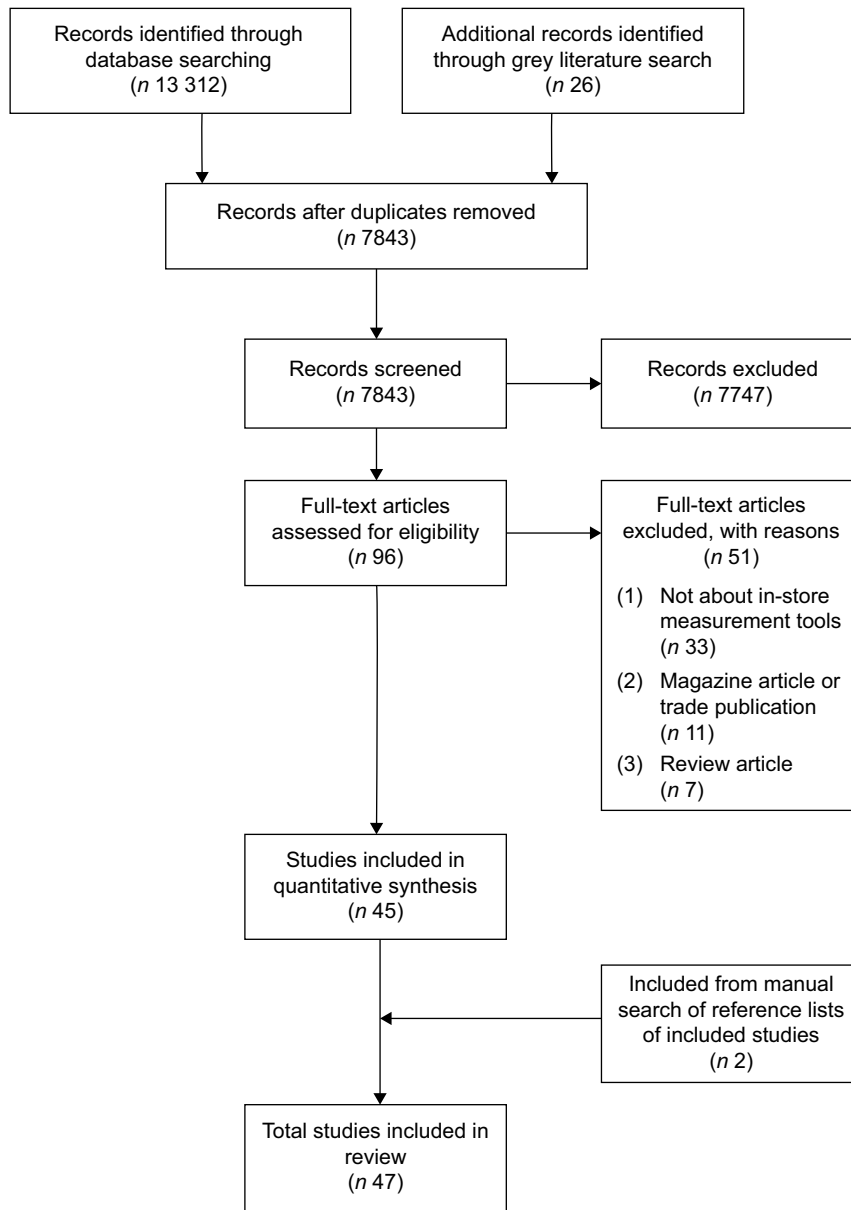 Records identified through
database searching
(n 13 312)
Additional records identified
through grey literature search
(n 26)
Records after duplicates removed
(n 7843)
Records screened
(n 7843)
Records excluded
(n 7747)
Full-text articles
assessed for eligibility
(n 96)
Full-text articles
excluded, with reasons
(n 51)
(1) Not about in-store
measurement tools
(n 33)
(2) Magazine article or
trade publication
(n 11)
(3) Review article
(n 7)
Studies included in
quantitative synthesis
(n 45)
Included from manual
search of reference lists
of included studies
(n 2)
Total studies included in
review
(n 47)